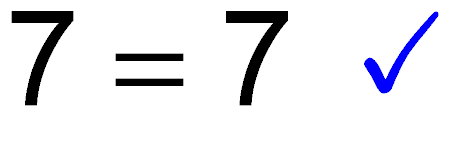 7 = 7 ✓